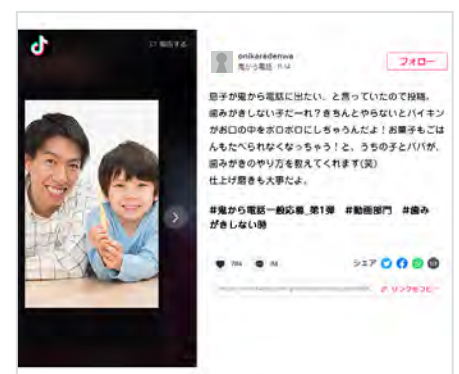 報告する
onikaradenwa
鬼から電話
フォロー
息子が鬼から電話に出たい、と言っていたので投稿。
歯みがきしない子だーれ？きちんとやらないとバイキン
がお口の中をボロボロにしちゃうんだよ！お菓子もごは
んもたべられなくなっちゃう！と、うちの子とパパが、
歯みがきのやり方を教えてくれます(笑)
仕上げ磨きも大事だよ。
#鬼から電話一般応募_第1弾 #動画部門 #歯み
がきしない時
シェア
リンクをコピー